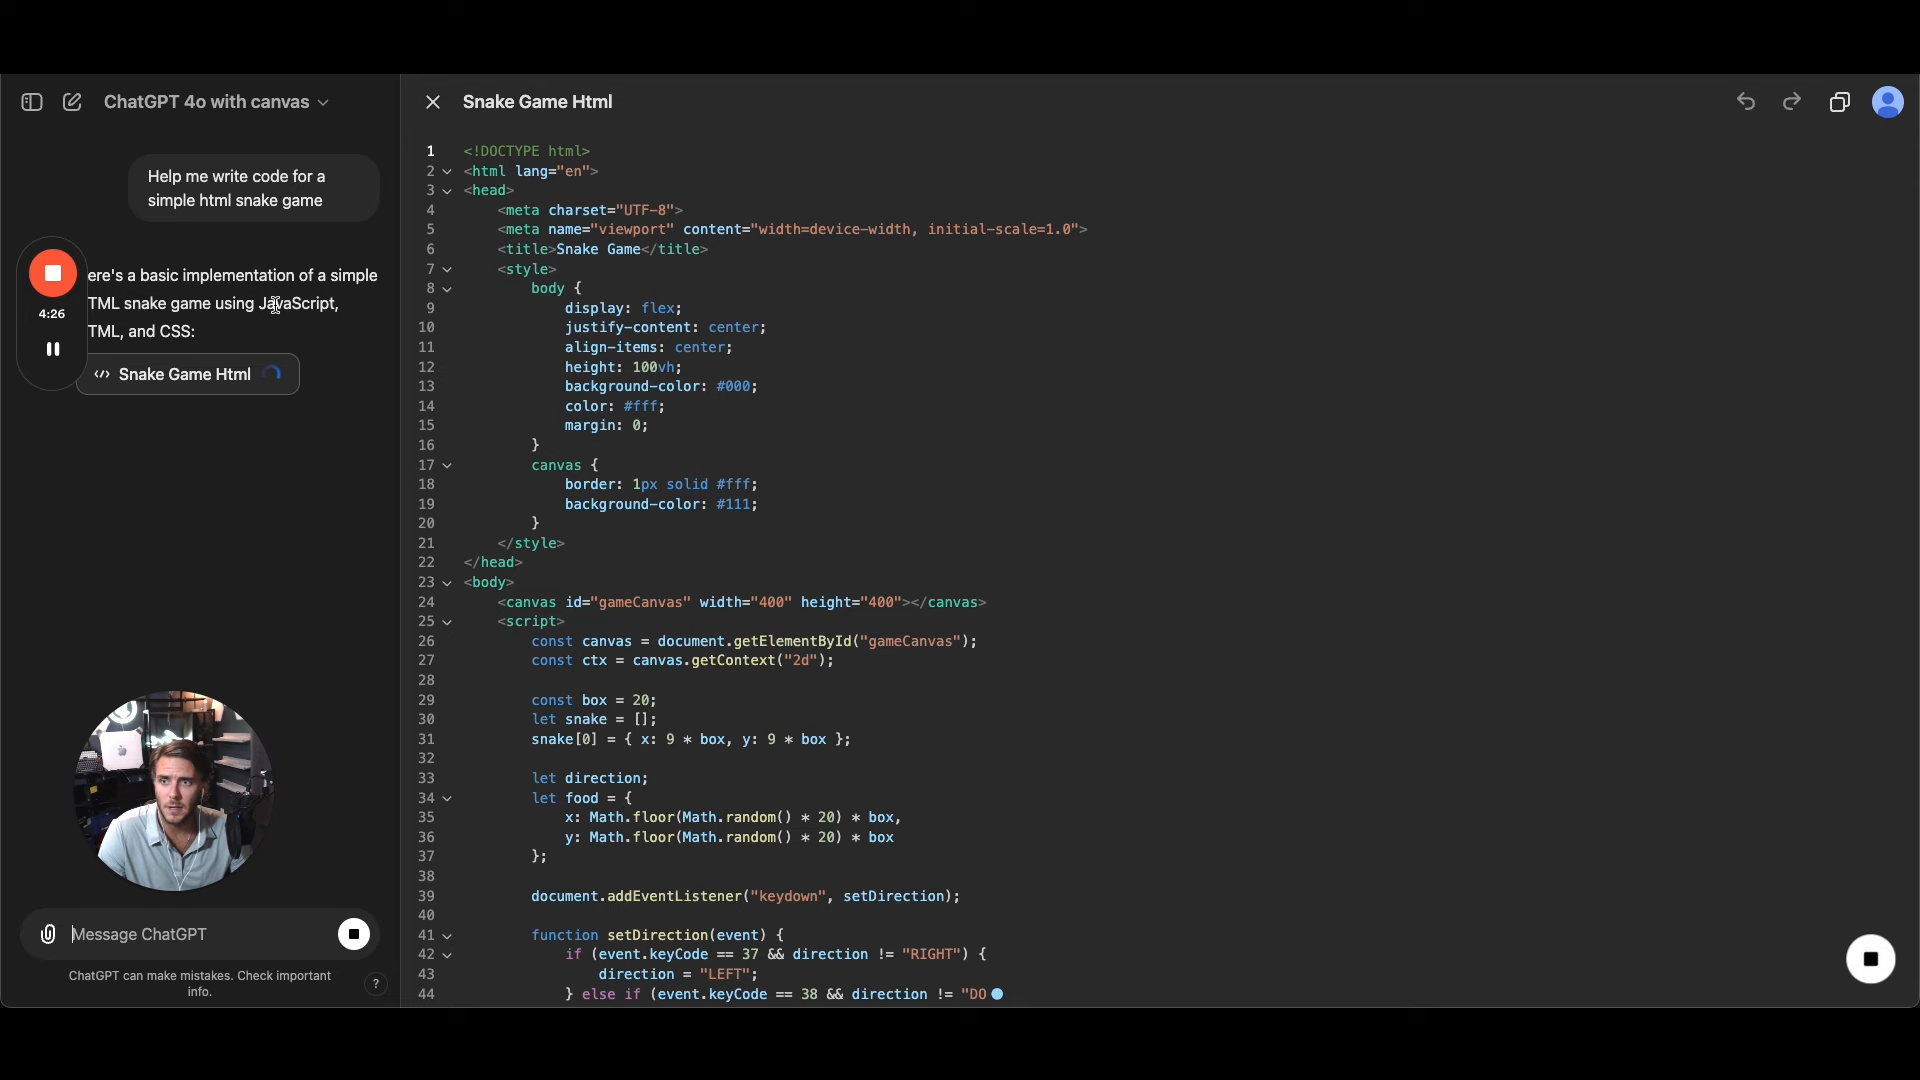 ChatGPT 4o with canvas
Help me write code for a
simple html snake game
4:26
ere's a basic implementation of a simple
TML snake game using JavaScript,
TML, and CSS:
Snake Game Html
Message ChatGPT
ChatGPT can make mistakes. Check important
info.
?
Snake Game Html
1 <!DOCTYPE html>
2 <html lang="en">
3 <head>
4 <meta charset="UTF-8">
5 <meta name="viewport" content="width=device-width, initial-scale=1.0">
6 <title>Snake Game</title>
7 <style>
8 body {
9 display: flex;
10 justify-content: center;
11 align-items: center;
12 height: 100vh;
13 background-color: #000;
14 color: #fff;
15 margin: 0;
16 }
17 canvas {
18 border: 1px solid #fff;
19 background-color: #111;
20 }
21 </style>
22 </head>
23 <body>
24 <canvas id="gameCanvas" width="400" height="400"></canvas>
25 <script>
26 const canvas = document.getElementById("gameCanvas");
27 const ctx = canvas.getContext("2d");
28
29 const box = 20;
30 let snake = [];
31 snake[0] = { x: 9 * box, y: 9 * box };
32
33 let direction;
34 let food = {
35 x: Math.floor(Math.random() * 20) * box,
36 y: Math.floor(Math.random() * 20) * box
37 };
38
39 document.addEventListener("keydown", setDirection);
40
41 function setDirection(event) {
42 if (event.keyCode == 37 && direction != "RIGHT") {
43 direction = "LEFT";
44 } else if (event.keyCode == 38 && direction != "DO